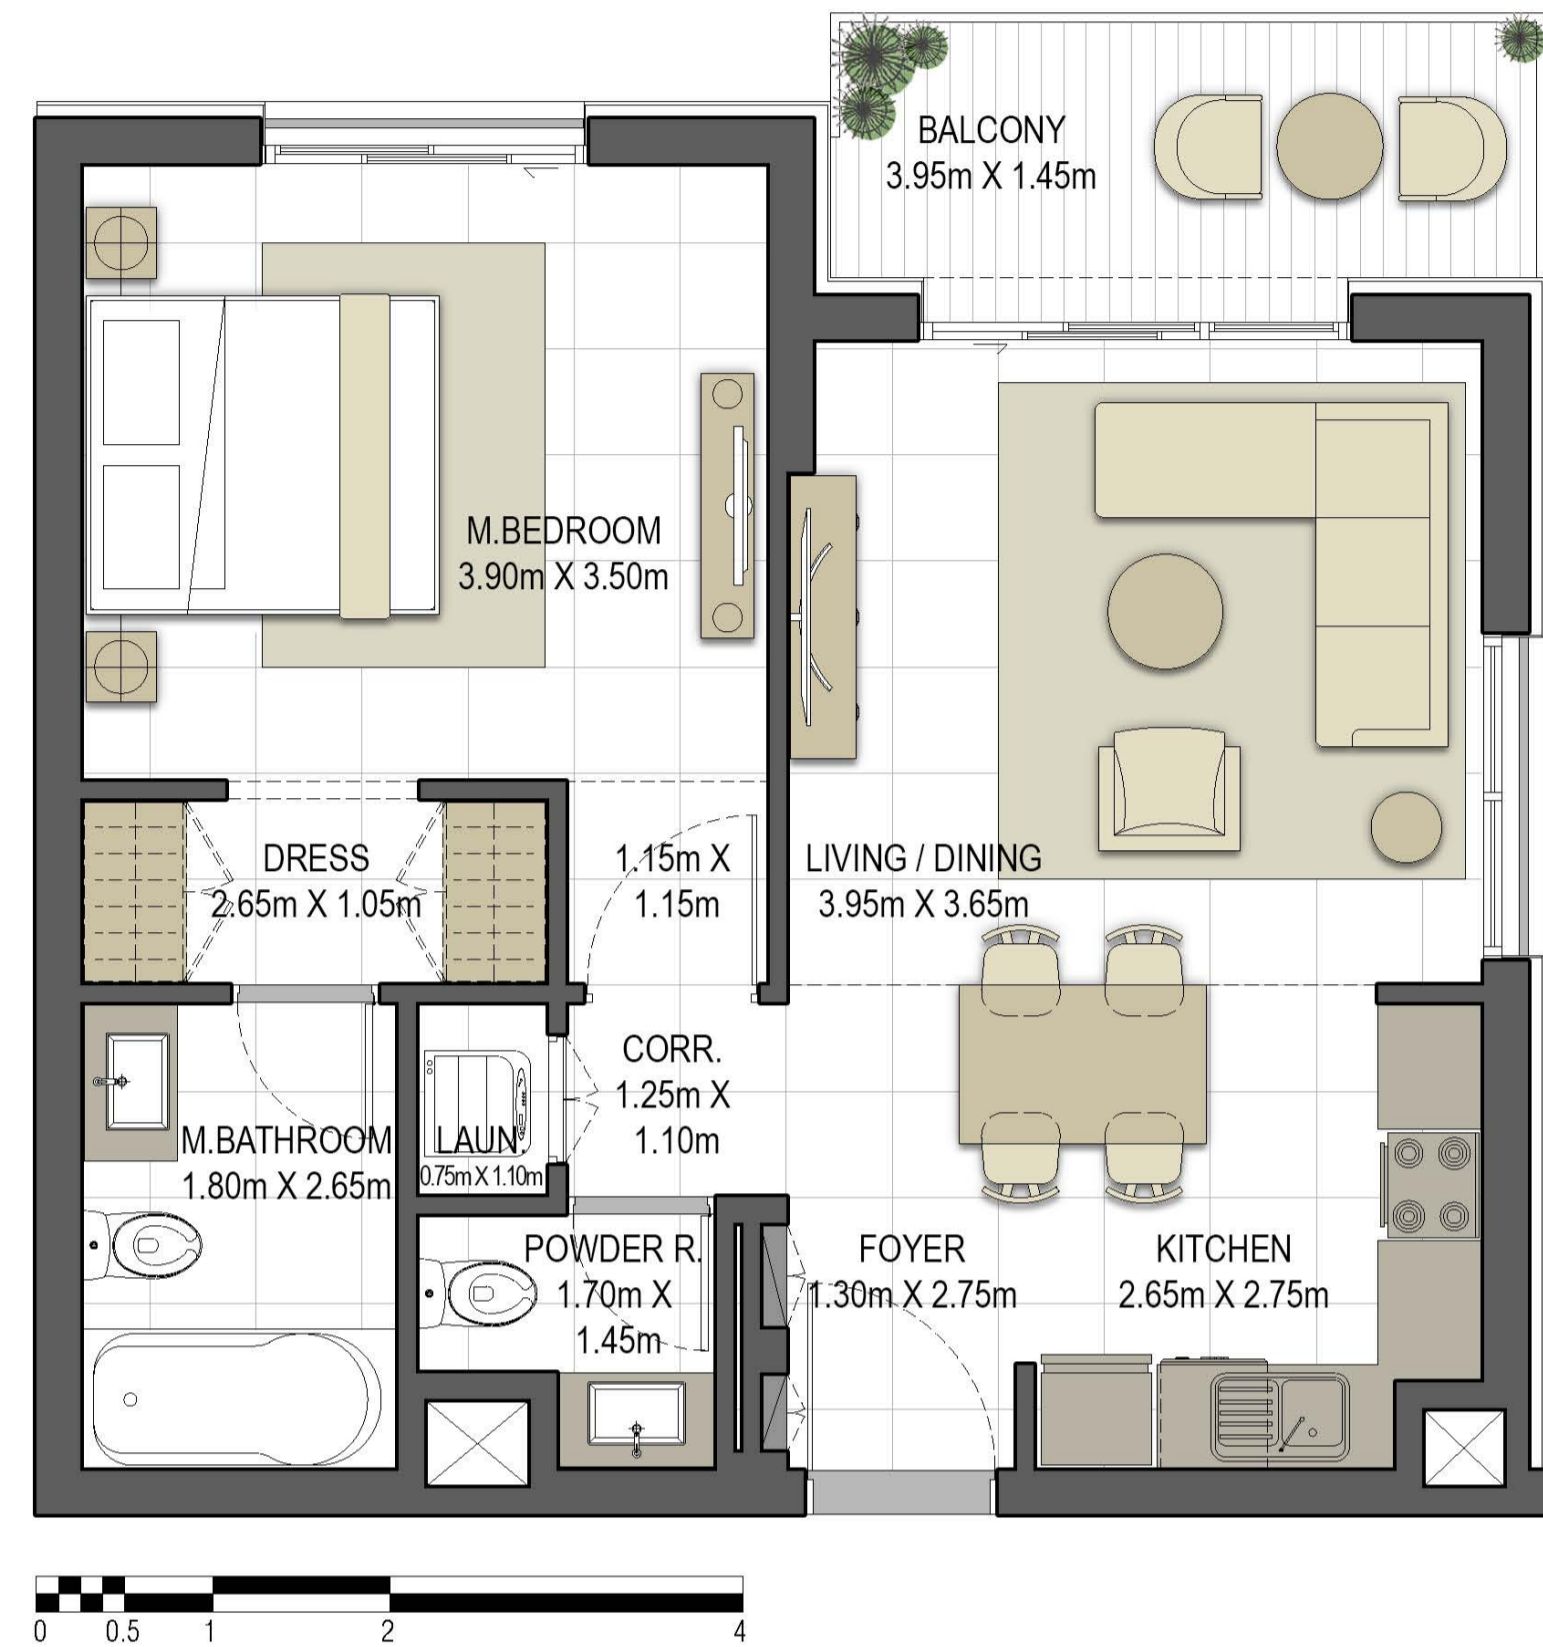 BALCONY
3.95m X 1.45m
M.BEDROOM
3.90m X 3.50m
DRESS
2.65m X 1.05m
1.15m X
1.15m
LIVING / DINING
3.95m X 3.65m
CORR.
1.25m X
1.10m
M.BATHROOM
1.80m X 2.65m
LAUN.
0.75m X 1.10m
POWDER R.
1.70m X
1.45m
FOYER
1.30m X 2.75m
KITCHEN
2.65m X 2.75m
0 0.5 1 2 4